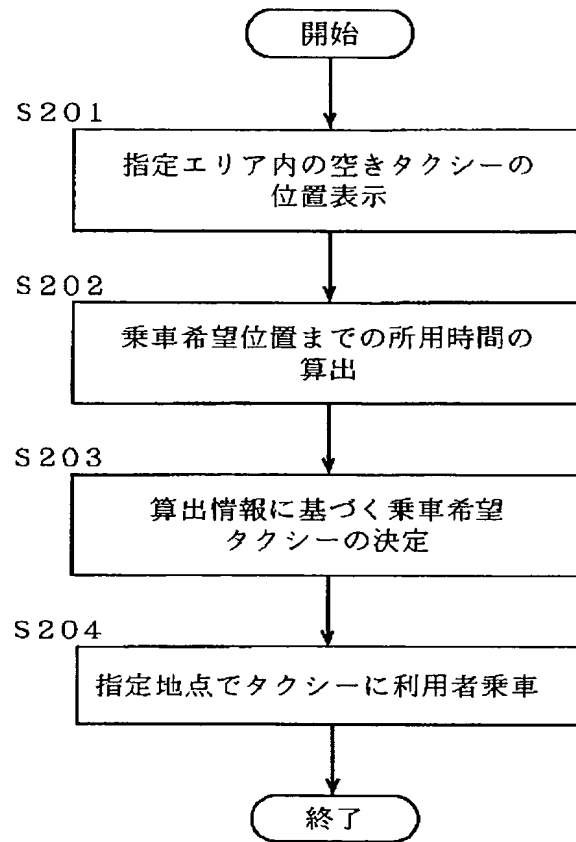 開始
S201
指定エリア内の空きタクシーの
位置表示
S202
乗車希望位置までの所用時間の
算出
S203
算出情報に基づく乗車希望
タクシーの決定
S204
指定地点でタクシーに利用者乗車
終了